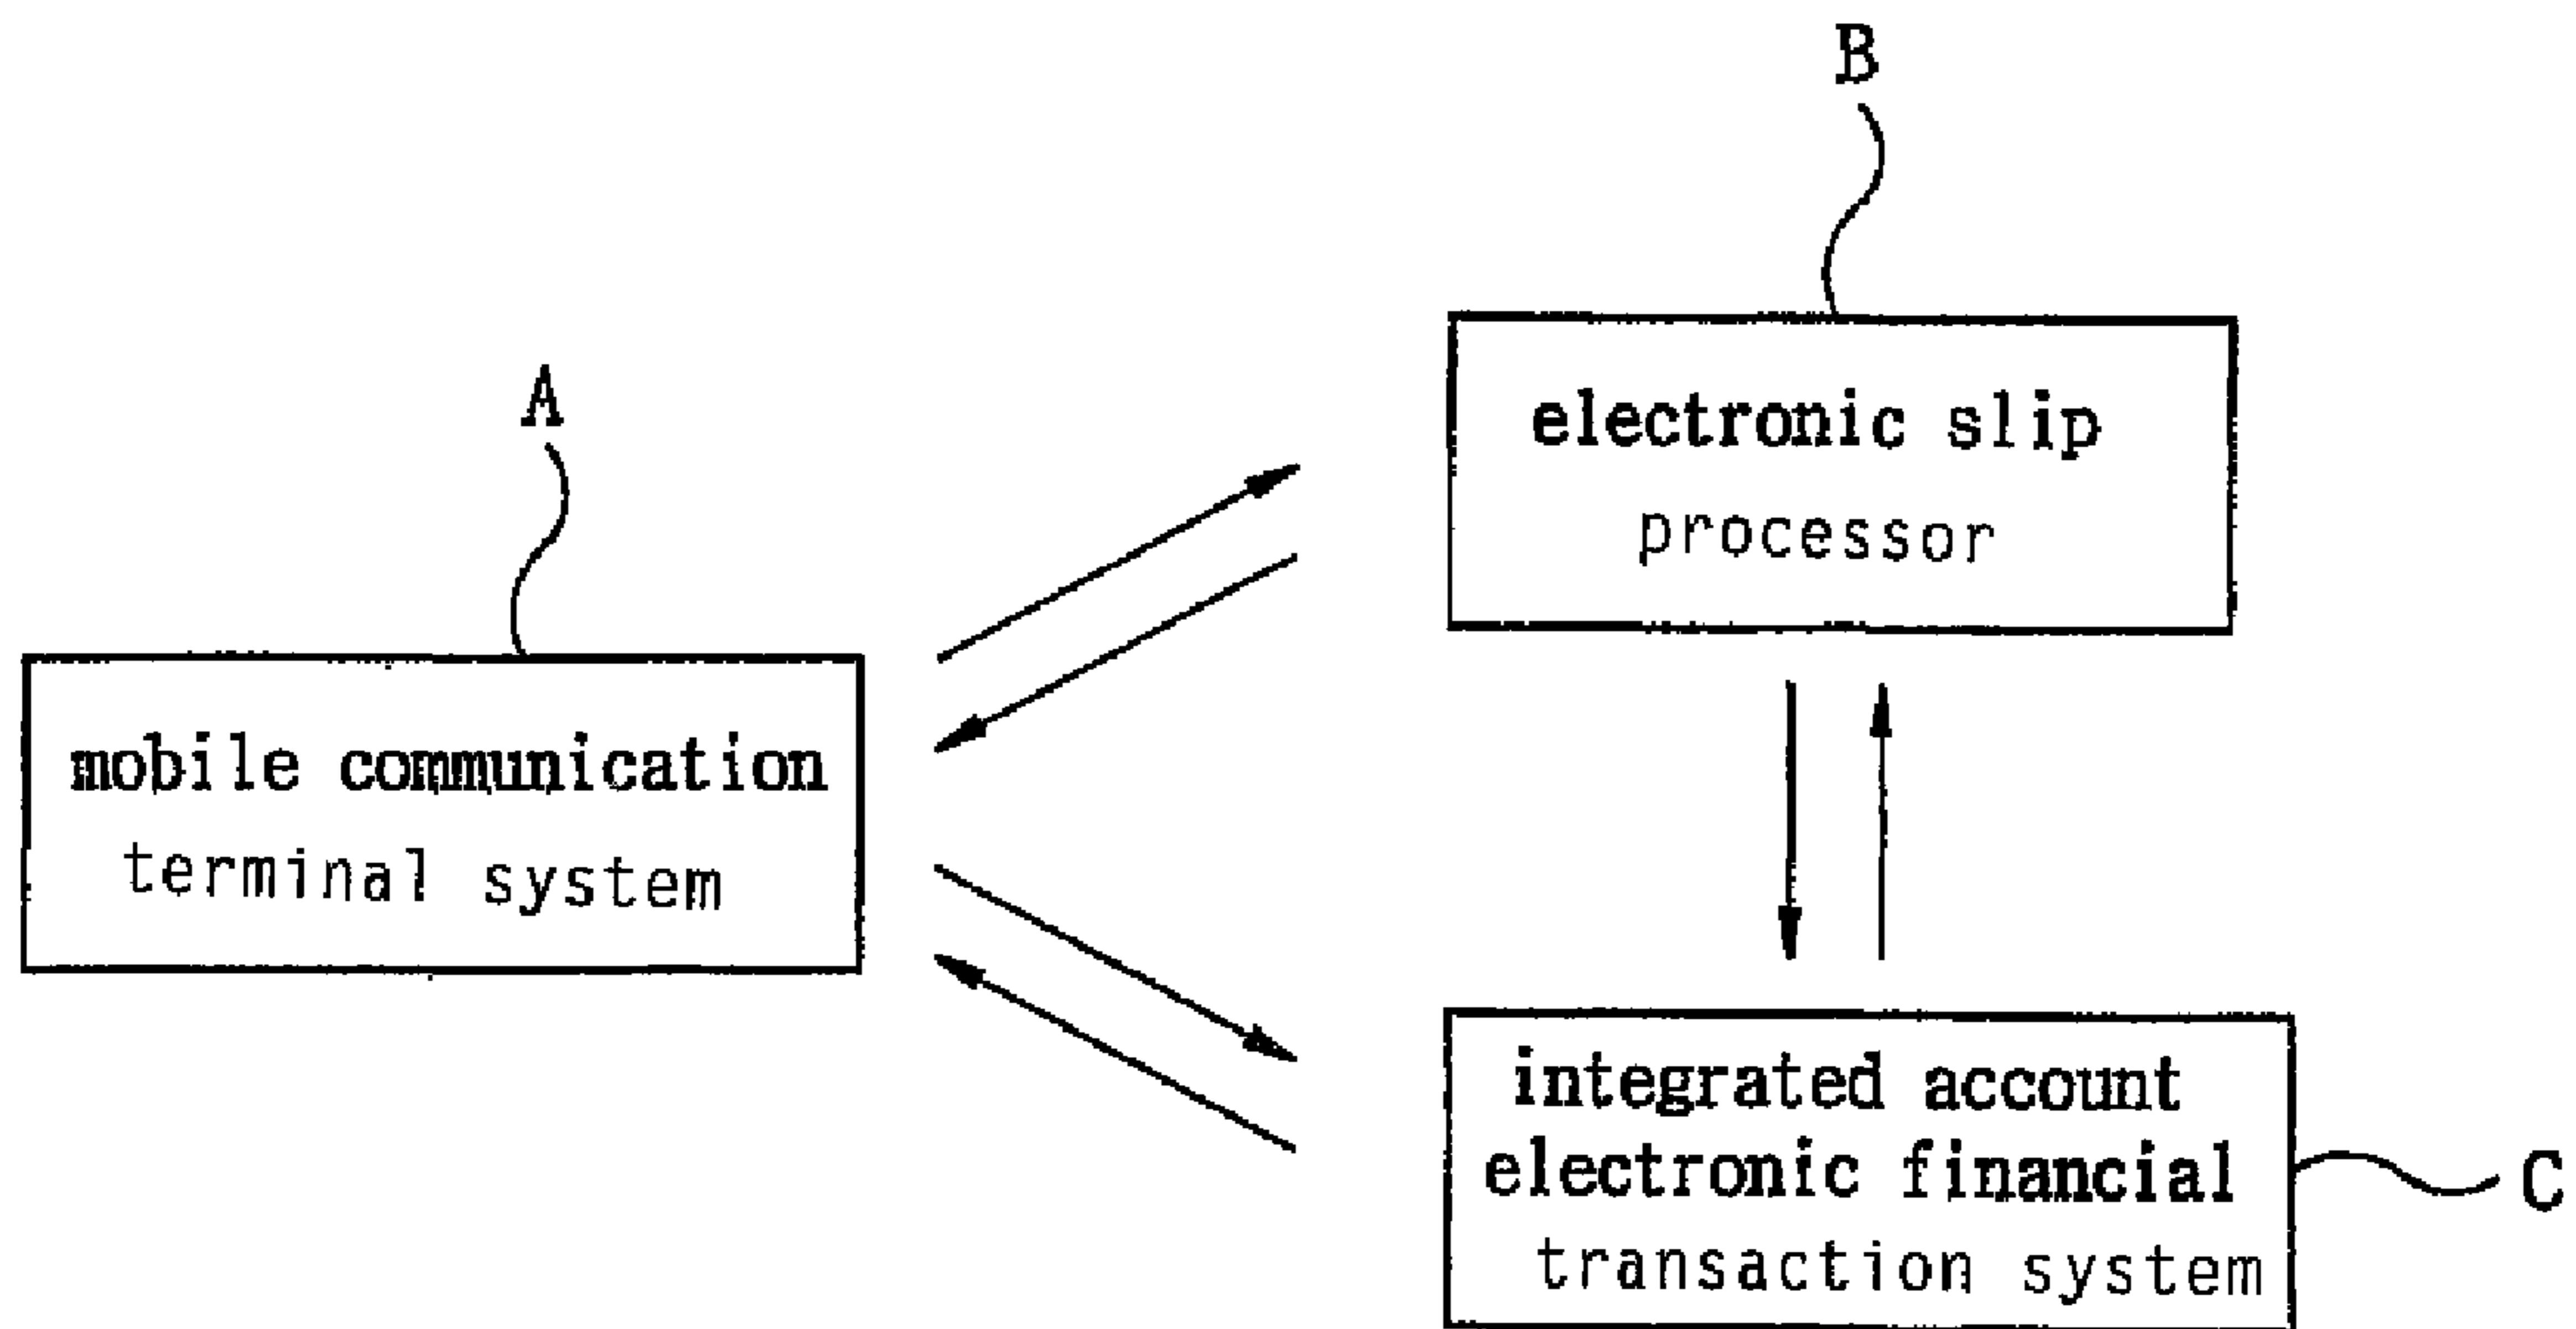 B
electronic slip
processor
A
mobile communication
terminal system
integrated account
electronic financial
transaction system
C